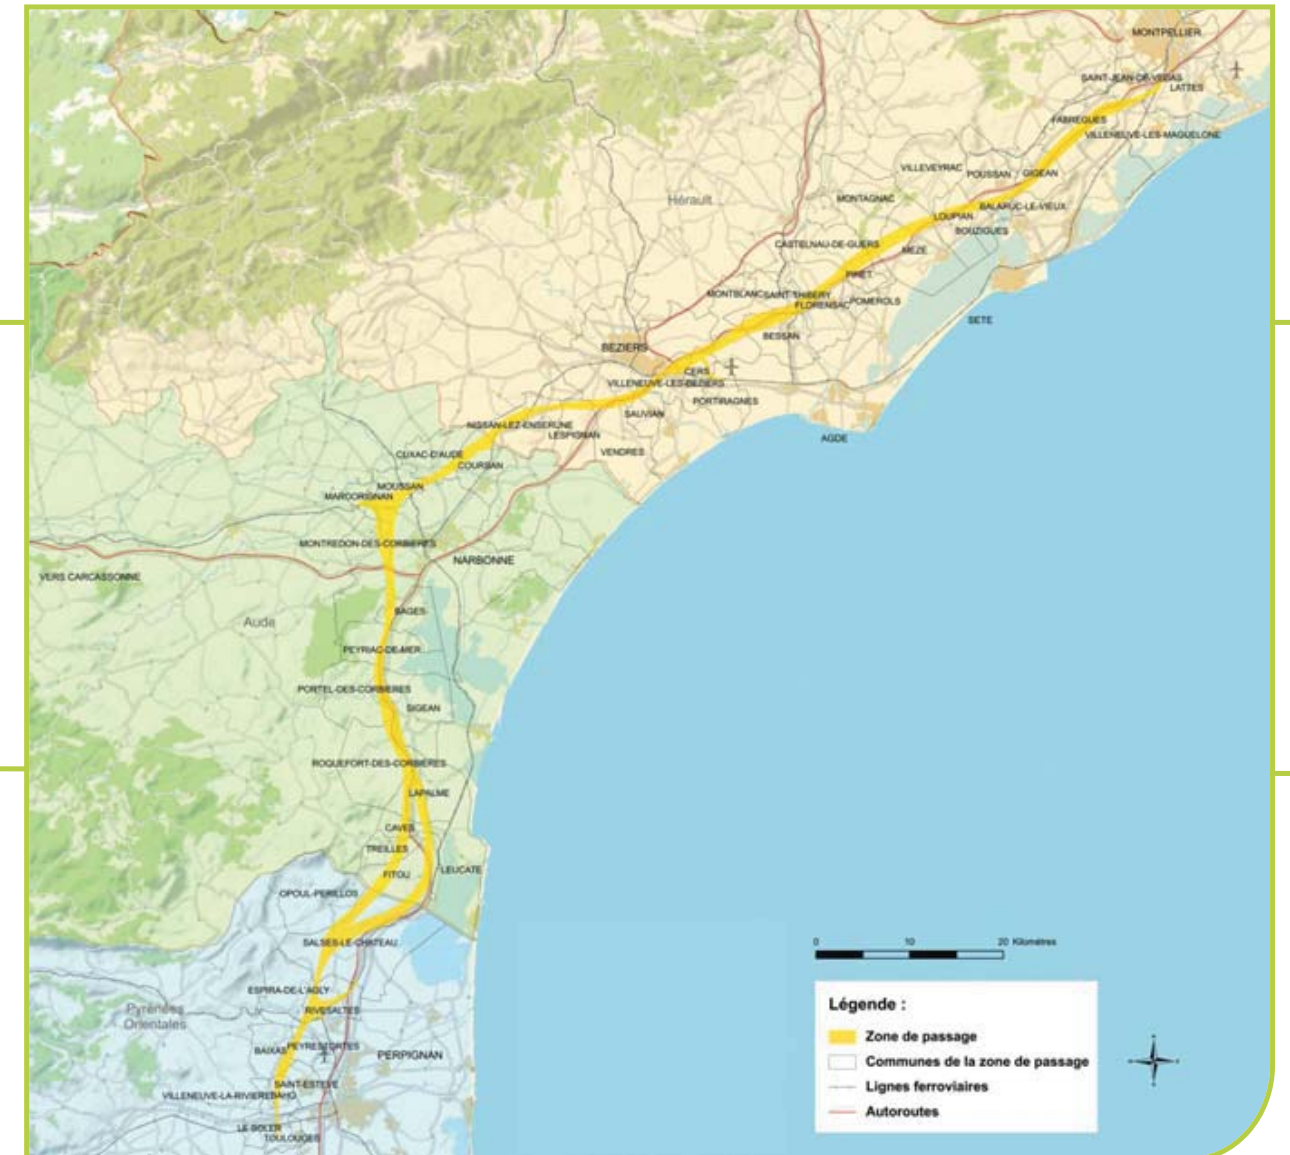 MONTPELLIER
SAINT-JEAN-DE-VEDAS
LATTES
FABREGUES
VILLENEUVE-LES-MAGUELONE
VILLEVEYRAC
POUSSAN
GIGEAN
MONTAGNAC
Hérault
BALARUC-LE-VIEUX
LOUPIAN
BOUZIGUES
CASTELNAU-DE-GUERS
MEZE
PINET
MONTBLANC
SAINT-THIBERY
POMEROLS
FLORENSAC
SETE
BESSAN
BEZIERS
CERS
VILLENEUVE-LES-BEZIERS
PORTIRAGNES
SAUVIAN
AGDE
NISSAN-LEZ-ENSERUNE
LESPIGNAN
VENDRES
CUXAC-D'AUDE
COURSAN
MOUSSAN
MARCORIGNAN
MONTREDON-DES-CORBIERES
NARBONNE
VERS CARCASSONNE
BAGES
Aude
PEYRIAC-DE-MER
PORTEL-DES-CORBIERES
SIGEAN
ROQUEFORT-DES-CORBIERES
LAPALME
CAVES
TREILLES
FITOU
LEUCATE
OPOUL-PERILLOS
SALSES-LE-CHATEAU
ESPIRA-DE-L'AGLY
RIVESALTES
Pyrénées
Orientales
BAIXAS
PEYRESTORTES
PERPIGNAN
SAINT-ESTEVE
VILLENEUVE-LA-RIVIERE
BAHO
LE-SOLER
TOULOUGES
0 10 20 Kilomètres
Légende :
Zone de passage
Communes de la zone de passage
Lignes ferroviaires
Autoroutes